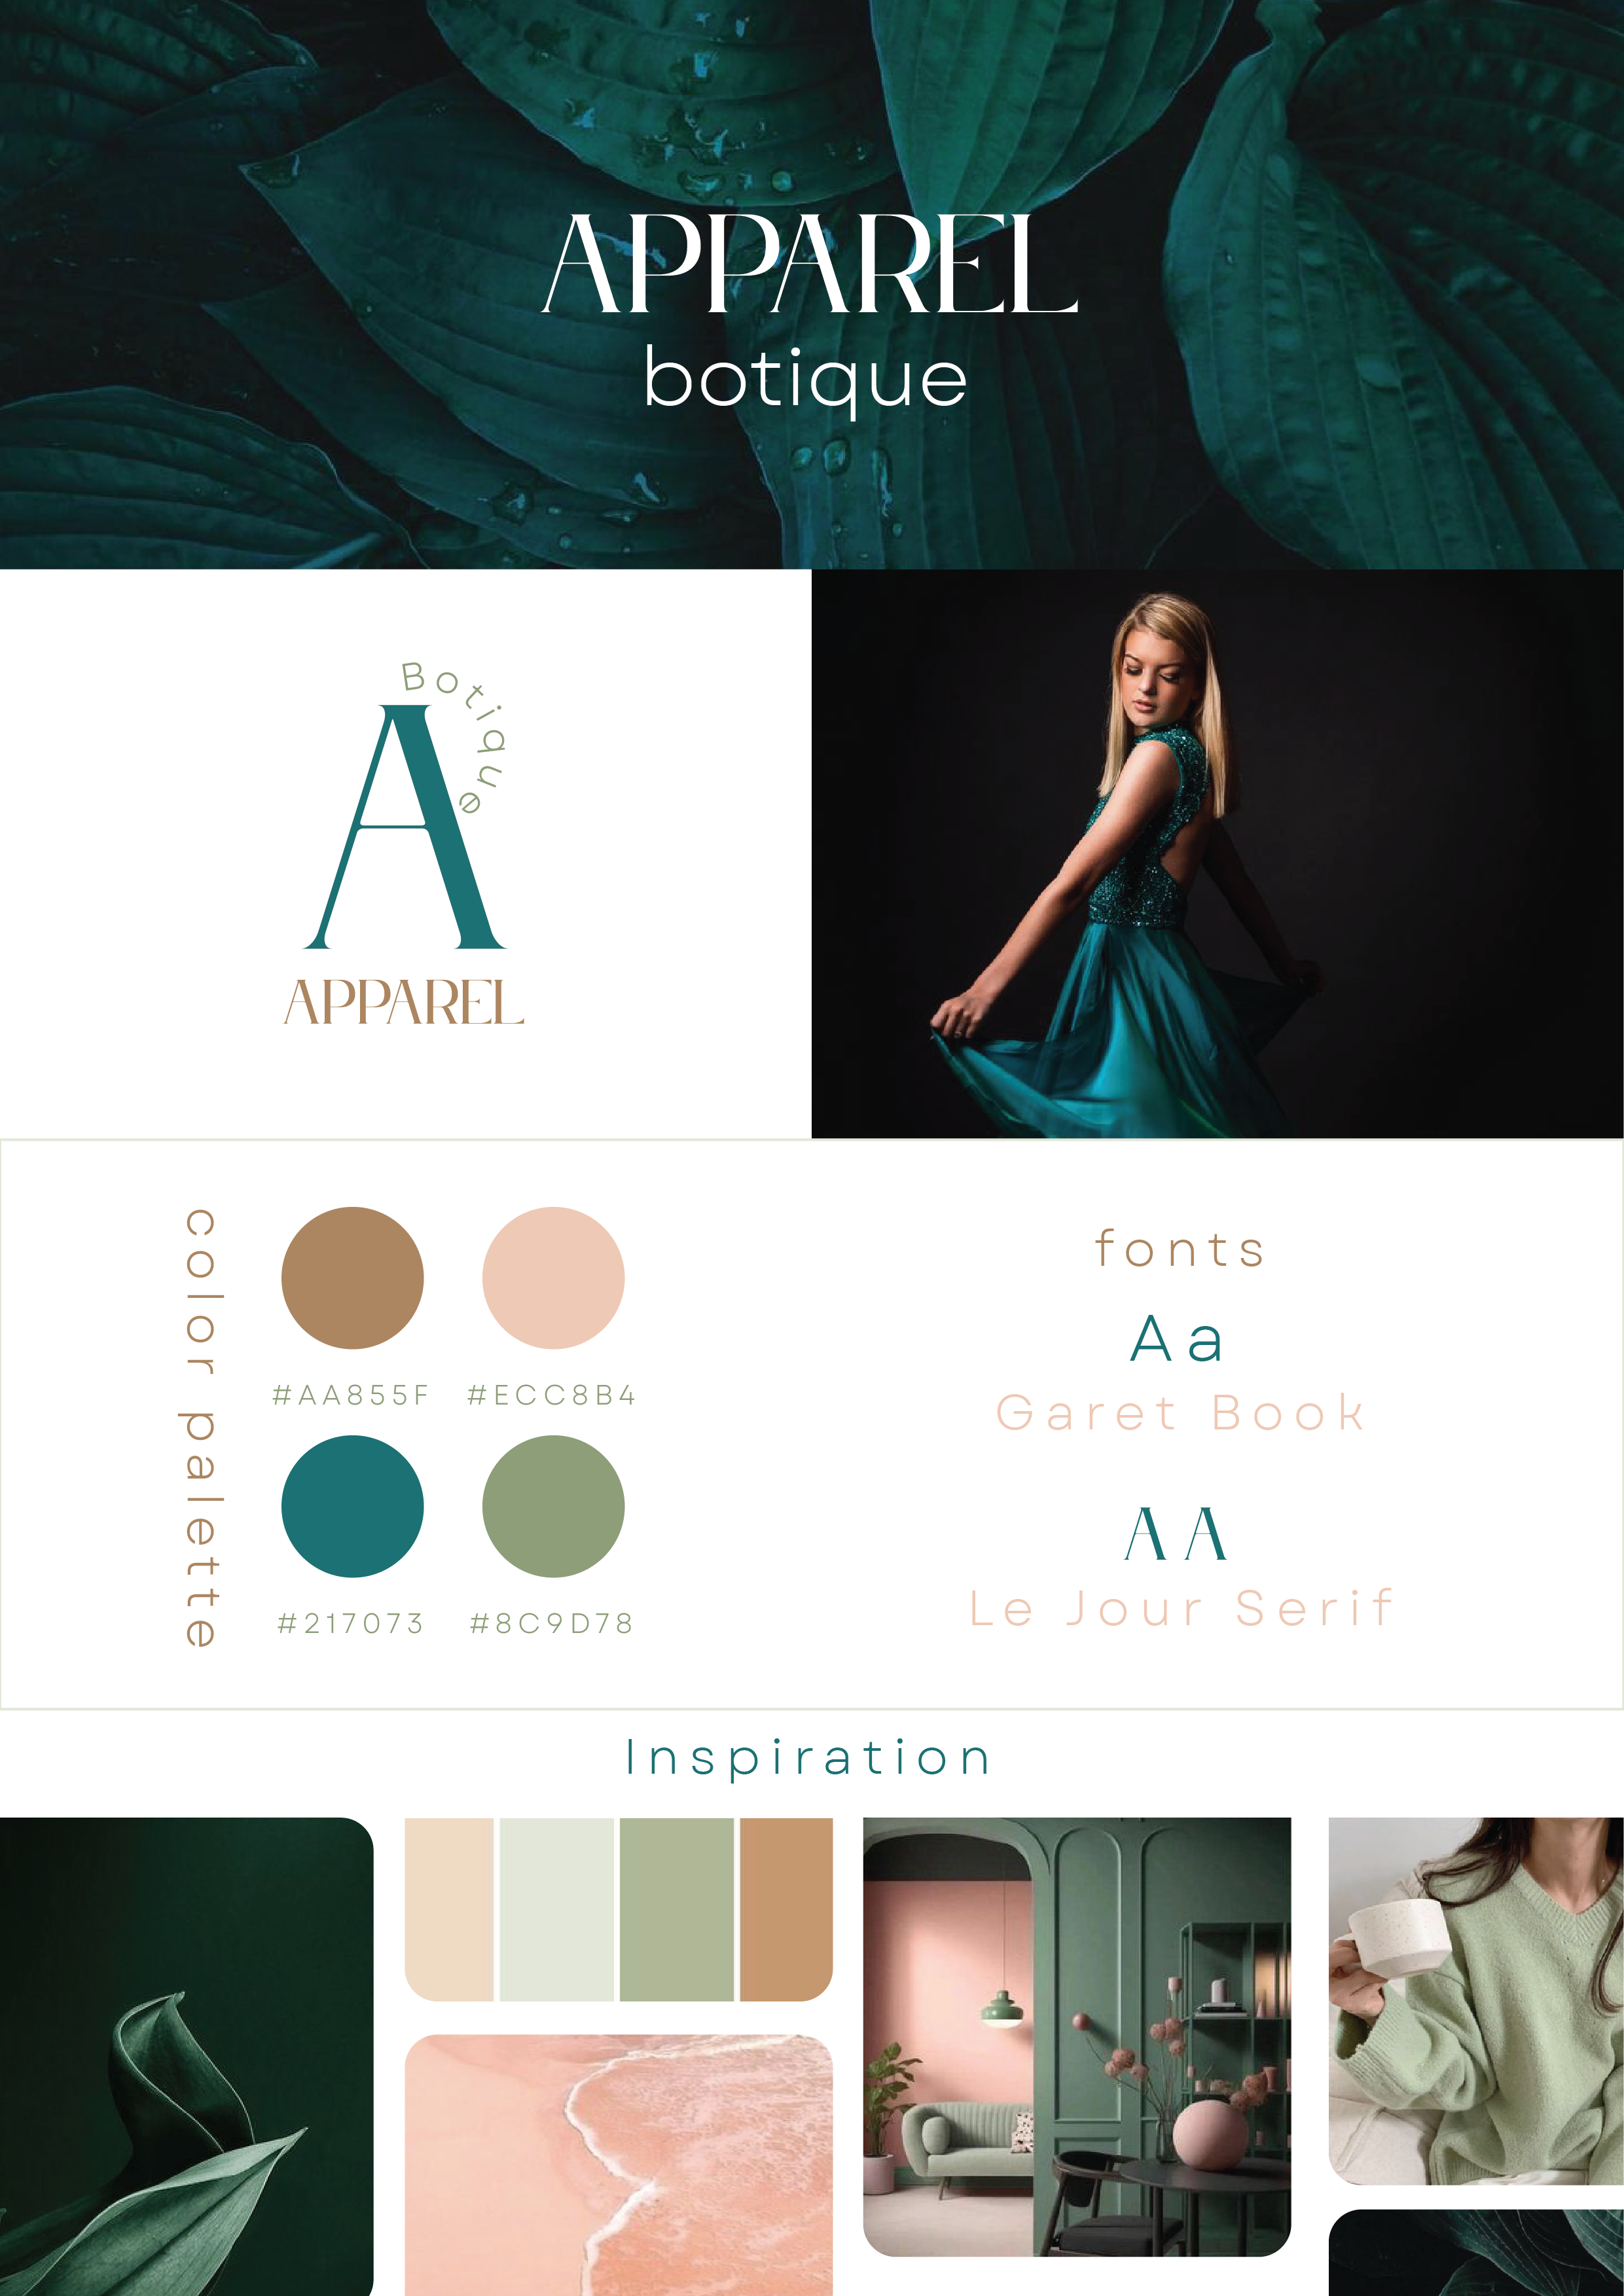 APPAREL
botique
Botique
A
APPAREL
color palette
#AA855F #ECC8B4
#217073 #8C9D78
fonts
Aa
Garet Book
AA
Le Jour Serif
Inspiration